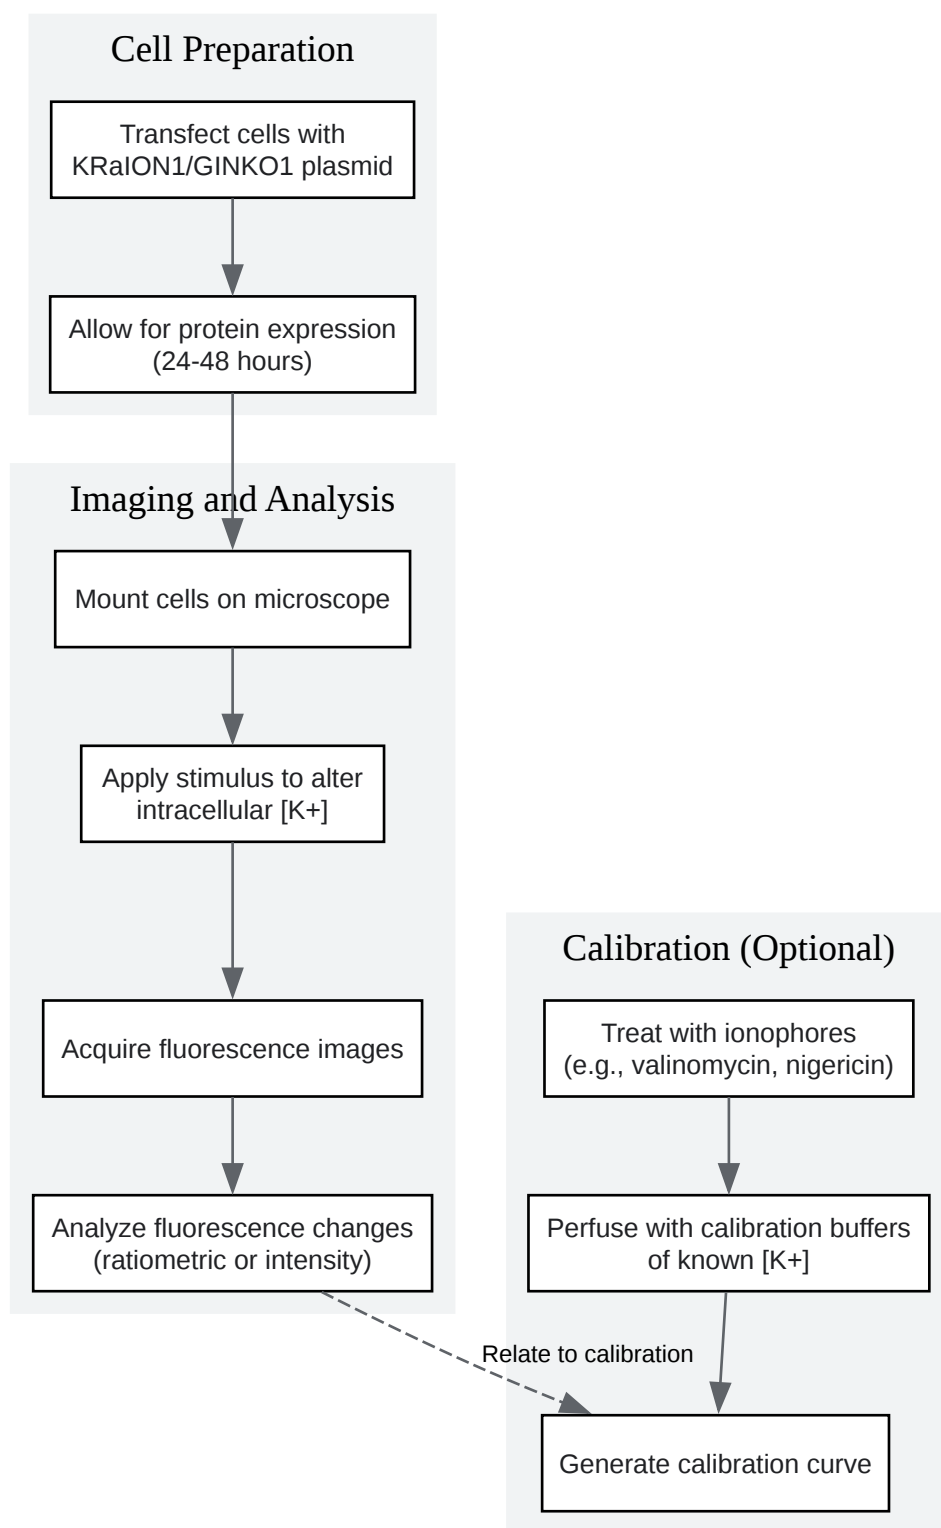 Cell Preparation
Transfect cells with
KRaION1/GINKO1 plasmid
Allow for protein expression
(24-48 hours)
Imaging and Analysis
Mount cells on microscope
Apply stimulus to alter
intracellular [K+]
Acquire fluorescence images
Analyze fluorescence changes
(ratiometric or intensity)
Relate to calibration
Calibration (Optional)
Treat with ionophores
(e.g., valinomycin, nigericin)
Perfuse with calibration buffers
of known [K+]
Generate calibration curve